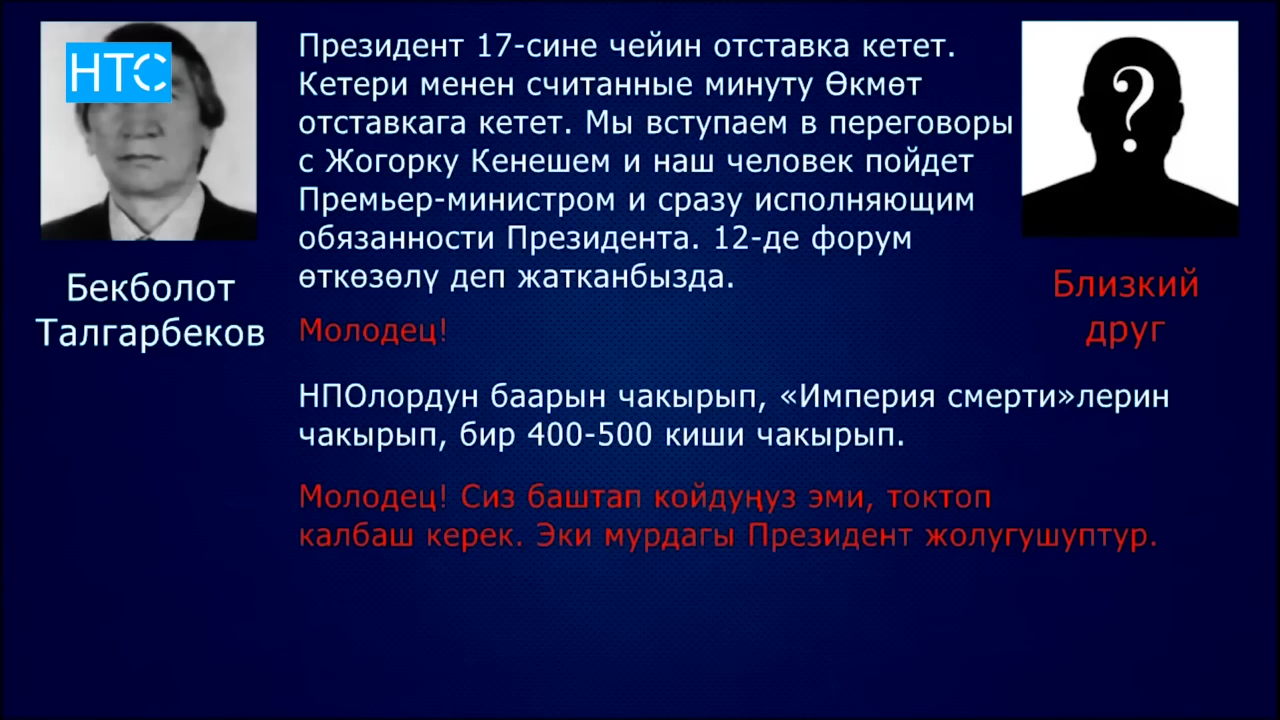 НТС
Президент 17-сине чейин отставка кетет.
Кетери менен считанные минуту Өкмөт
отставкага кетет. Мы вступаем в переговоры
с Жогорку Кенешем и наш человек пойдет
Премьер-министром и сразу исполняющим
обязанности Президента. 12-де форум
өткөзөлү деп жатканбызда.
?
Бекболот
Талгарбеков
Близкий
друг
Молодец!
НПОлордун баарын чакырып, «Империя смерти»лерин
чакырып, бир 400-500 киши чакырып.
Молодец! Сиз баштап койдуңуз эми, токтоп
калбаш керек. Эки мурдагы Президент жолугушуптур.